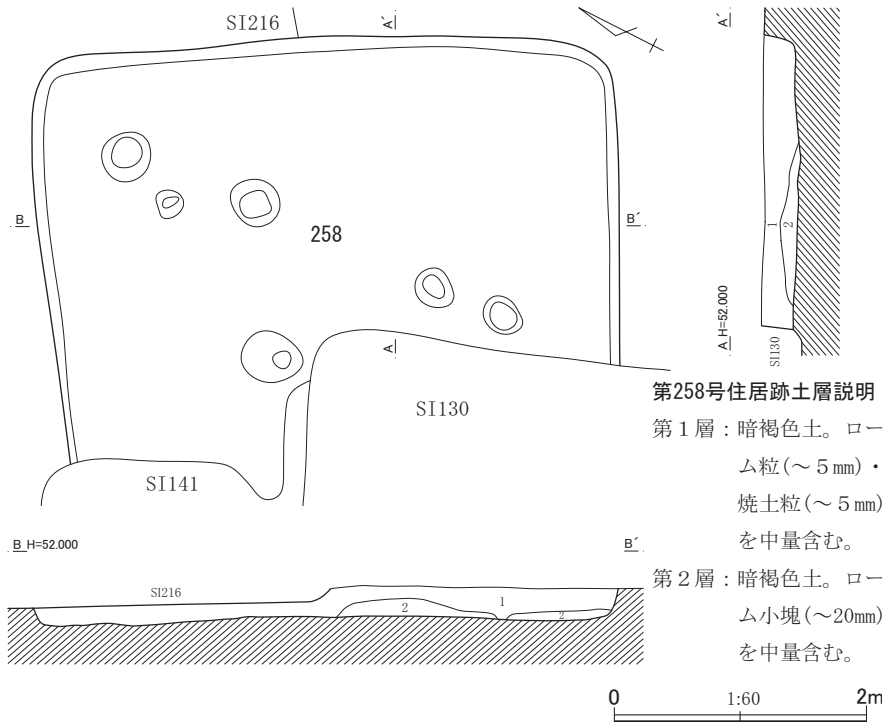 SI216
A´
A´
B
B´
258
1
2
A
A H=52.000
SI130
SI130
SI141
第258号住居跡土層説明
第1層：暗褐色土。ロー
ム粒(～5㎜)・
焼土粒(～5㎜)
を中量含む。
第2層：暗褐色土。ロー
ム小塊(～20㎜)
を中量含む。
B H=52.000
B´
SI216
1
2
2
0
1:60
2m